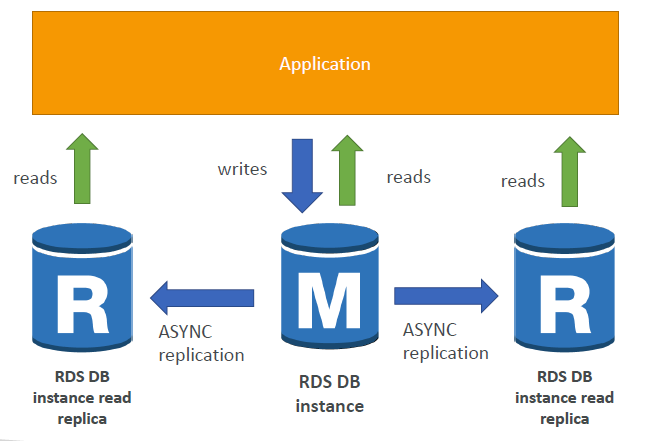 Application
reads
writes
reads
reads
R
M
R
ASYNC
replication
ASYNC
replication
RDS DB
instance read
replica
RDS DB
instance
RDS DB
instance read
replica